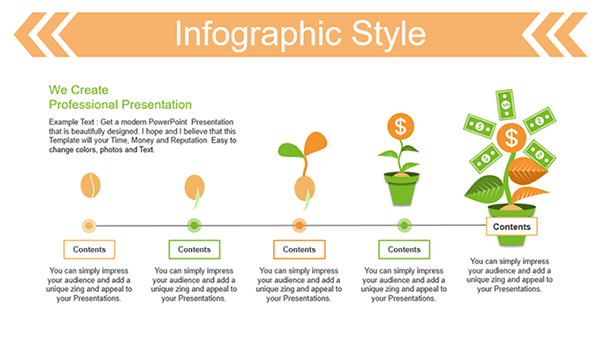 Infographic Style
We Create
Professional Presentation
Example Text : Get a modern PowerPoint Presentation
that is beautifully designed. I hope and I believe that this
Template will your Time, Money and Reputation. Easy to
change colors, photos and Text.
$
$
Contents
Contents
Contents
Contents
Contents
You can simply impress
your audience and add a
unique zing and appeal to
your Presentations.
You can simply impress
your audience and add a
unique zing and appeal to
your Presentations.
You can simply impress
your audience and add a
unique zing and appeal to
your Presentations.
You can simply impress
your audience and add a
unique zing and appeal to
your Presentations.
You can simply impress
your audience and add a
unique zing and appeal to
your Presentations.